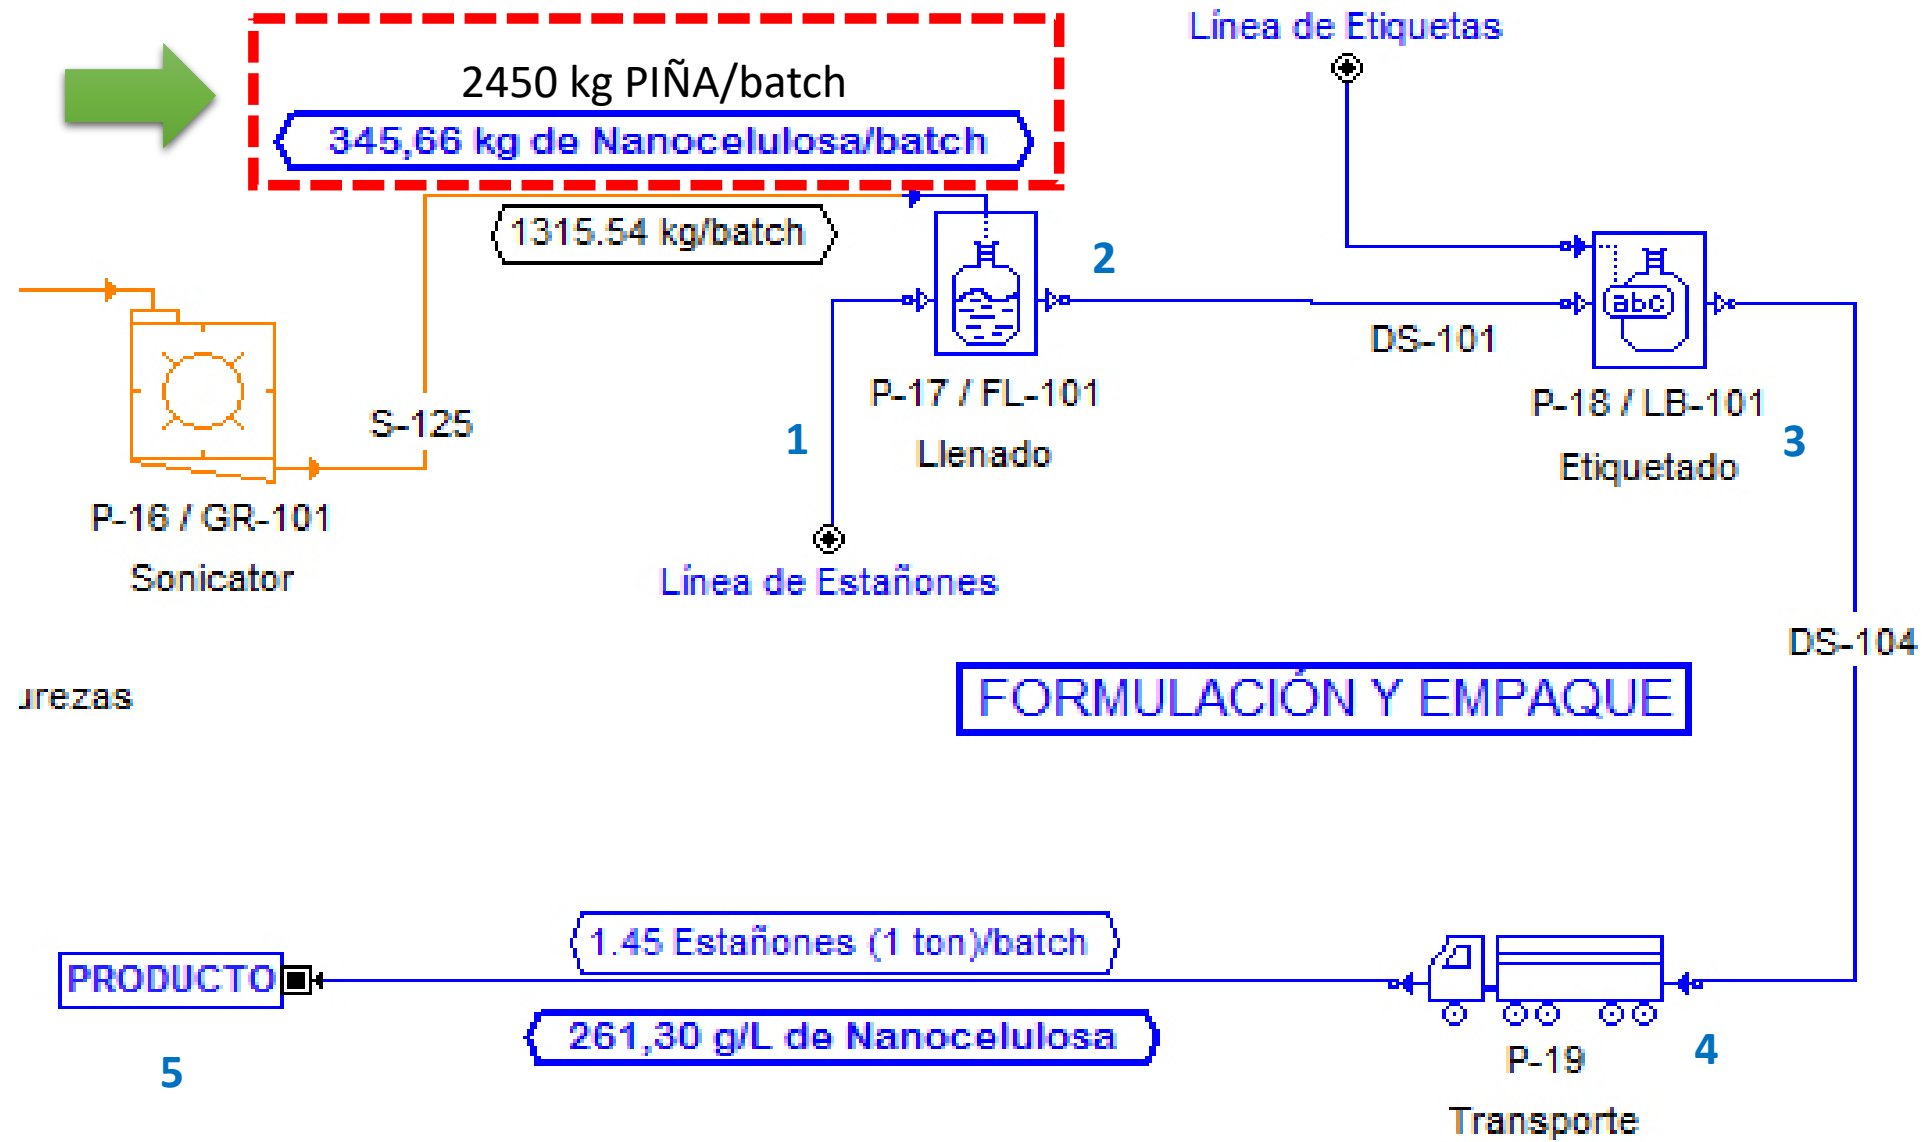 Línea de Etiquetas
2450 kg PIÑA/batch
345,66 kg de Nanocelulosa/batch
1315.54 kg/batch
2
DS-101
P-17 / FL-101
Llenado
P-18 / LB-101
Etiquetado
abc
3
S-125
1
P-16 / GR-101
Sonicator
Línea de Estañones
DS-104
urezas
FORMULACIÓN Y EMPAQUE
1.45 Estañones (1 ton)/batch
PRODUCTO
261,30 g/L de Nanocelulosa
5
4
P-19
Transporte